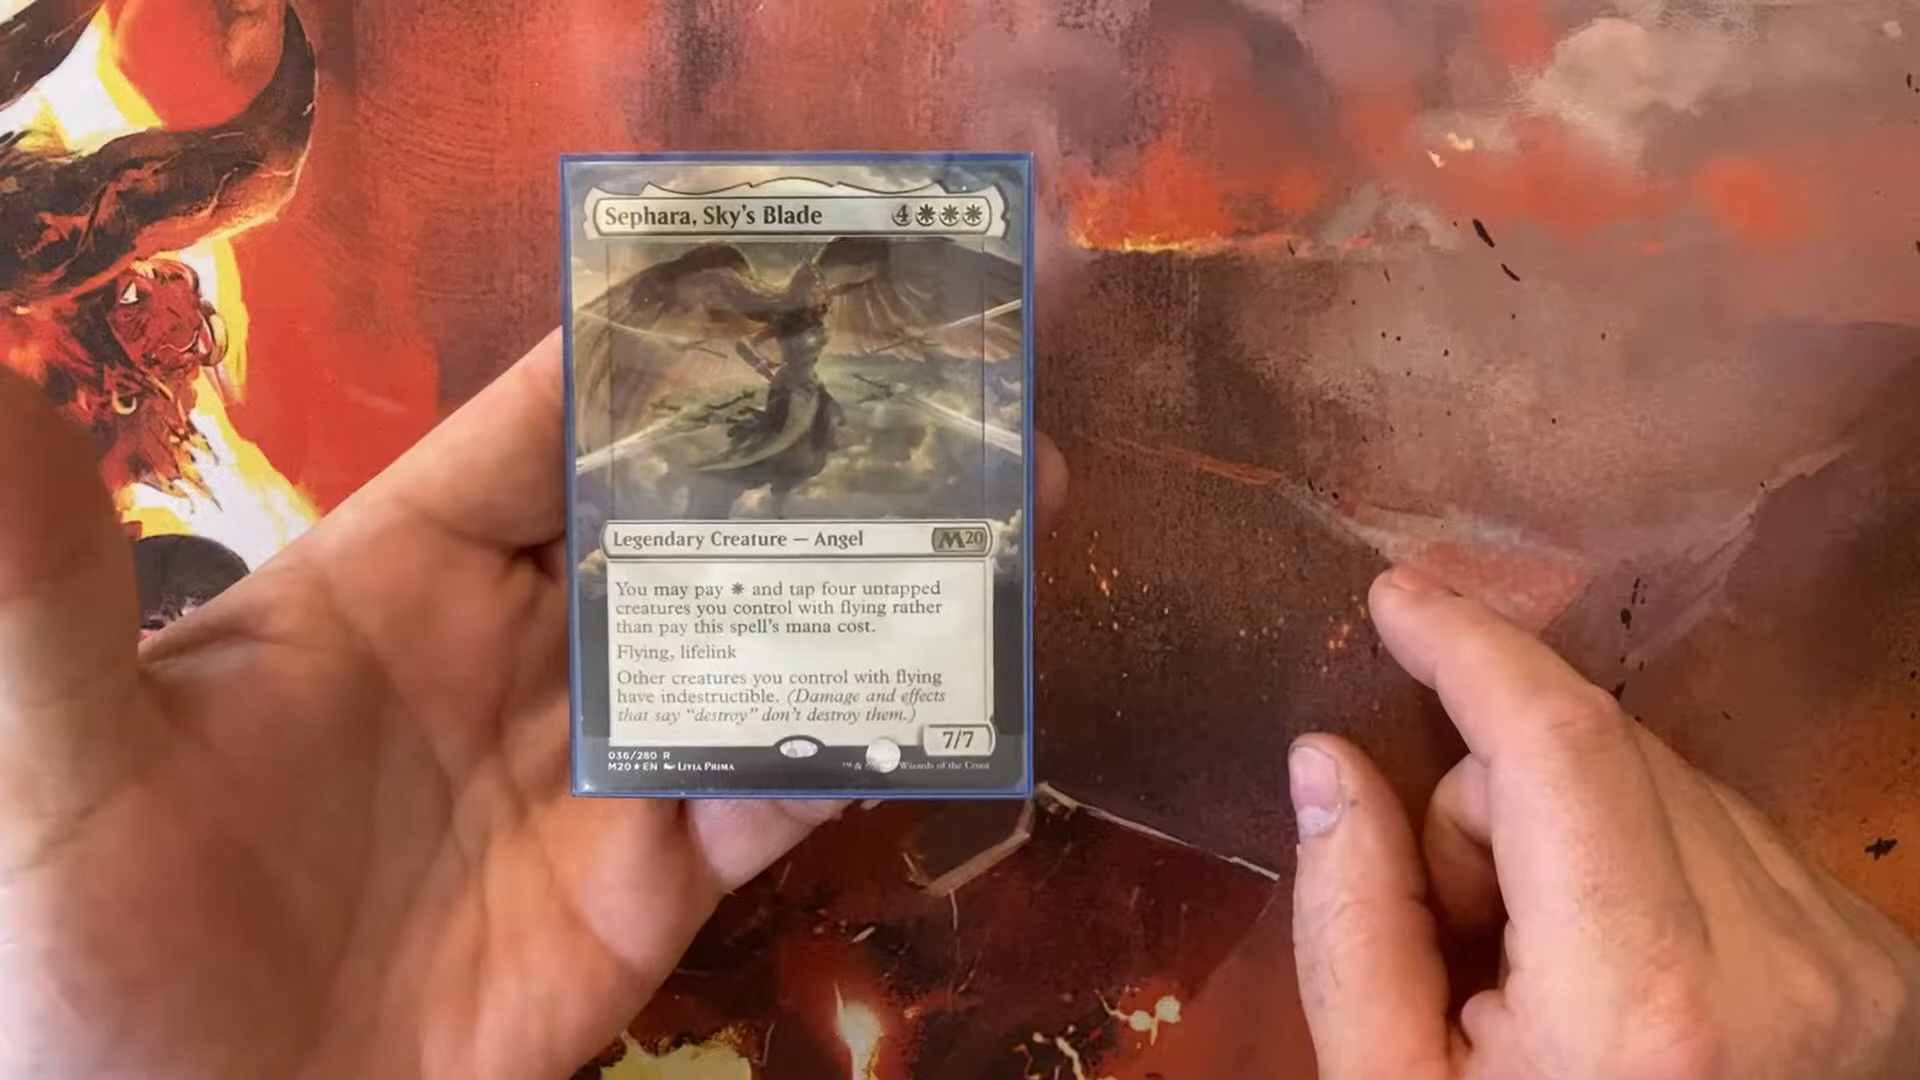 Sephara, Sky's Blade 4
Legendary Creature — Angel M20
You may pay and tap four untapped
creatures you control with flying rather
than pay this spell's mana cost.
Flying, lifelink
Other creatures you control with flying
have indestructible. (Damage and effects
that say "destroy" don't destroy them.)
7/7
036/280 R
M20★EN LIVIA PRIMA
™ & Wizards of the Coast